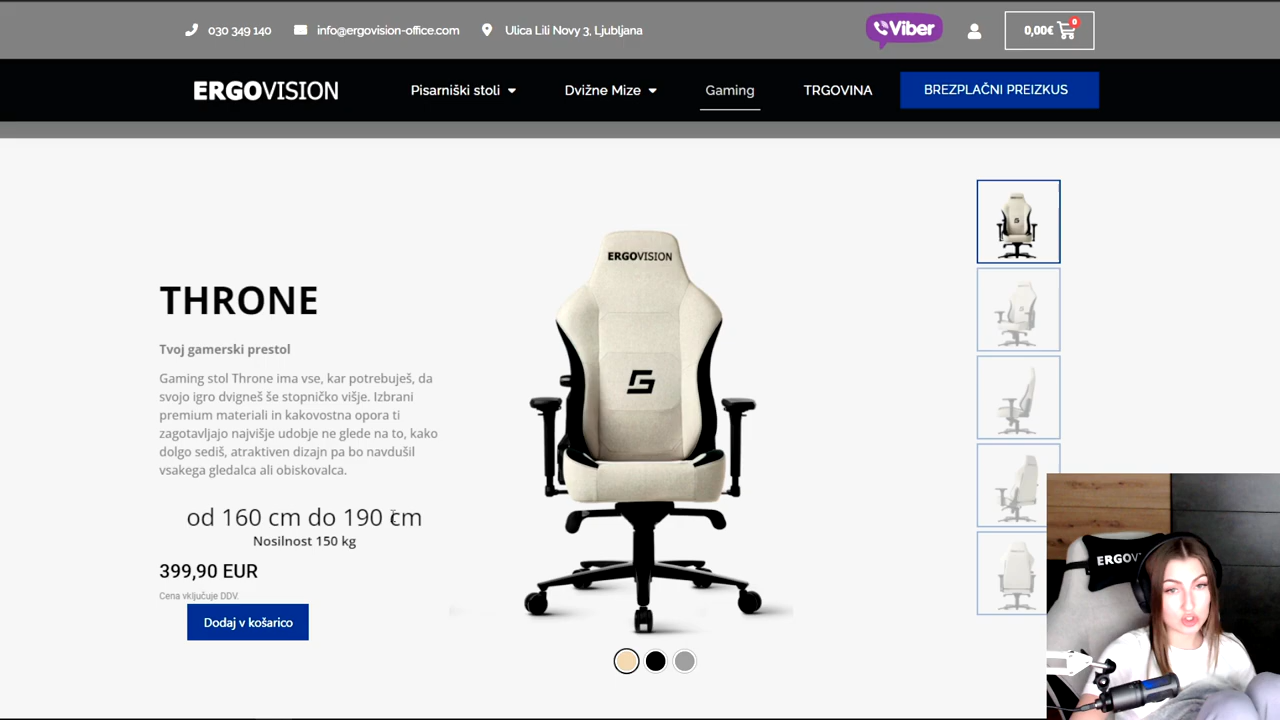 030 349 140
info@ergovision-office.com
Ulica Lili Novy 3, Ljubljana
Viber
0,00€
0
ERGOVISION
Pisarniški stoli
Dvižne Mize
Gaming
TRGOVINA
BREZPLAČNI PREIZKUS
ERGOVISION
G
THRONE
Tvoj gamerski prestol
Gaming stol Throne ima vse, kar potrebuješ, da
svojo igro dvigneš še stopničko višje. Izbrani
premium materiali in kakovostna opora ti
zagotavljajo najvišje udobje ne glede na to, kako
dolgo sediš, atraktiven dizajn pa bo navdušil
vsakega gledalca ali obiskovalca.
od 160 cm do 190 cm
Nosilnost 150 kg
399,90 EUR
Cena vključuje DDV.
Dodaj v košarico
ERGOV